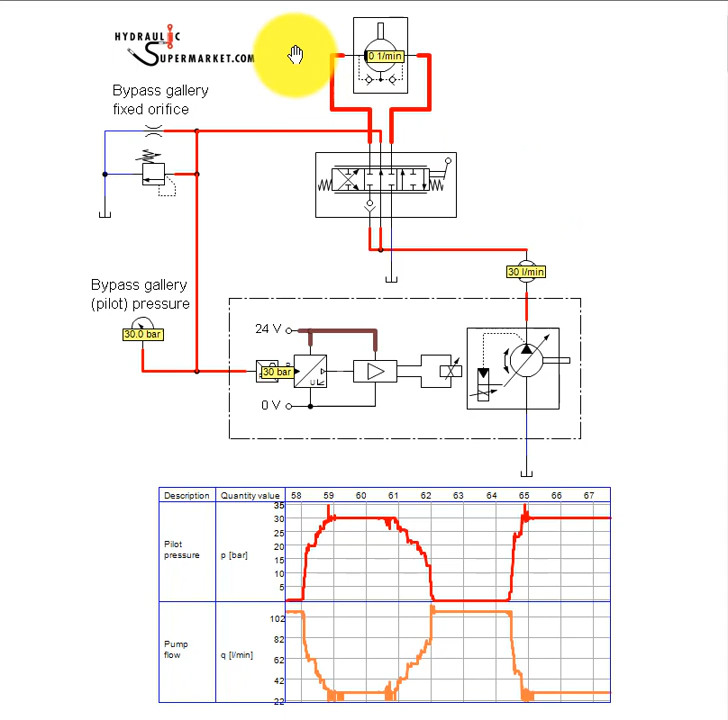 HYDRAULIC
SUPERMARKET.COM
0 1/min
Bypass gallery
fixed orifice
30 l/min
Bypass gallery
(pilot) pressure
30.0 bar
24 V
30 bar
0 V
Description Quantity value 58 59 60 61 62 63 64 65 66 67
35
30
25
20
15
10
5
Pilot
pressure
p [bar]
102
82
62
42
22
Pump
flow
q [l/min]